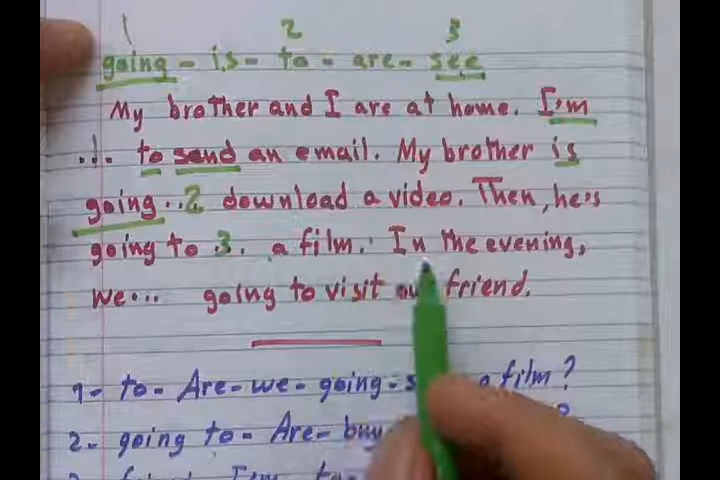 1 2 3
going - is - to - are - see
My brother and I are at home. I'm
..1.. to send an email. My brother is
going ..2 download a video. Then, he's
going to .3. a film. In the evening,
we... going to visit friend.
1- to - Are - we - going - a film?
2- going to - Are - buy ?